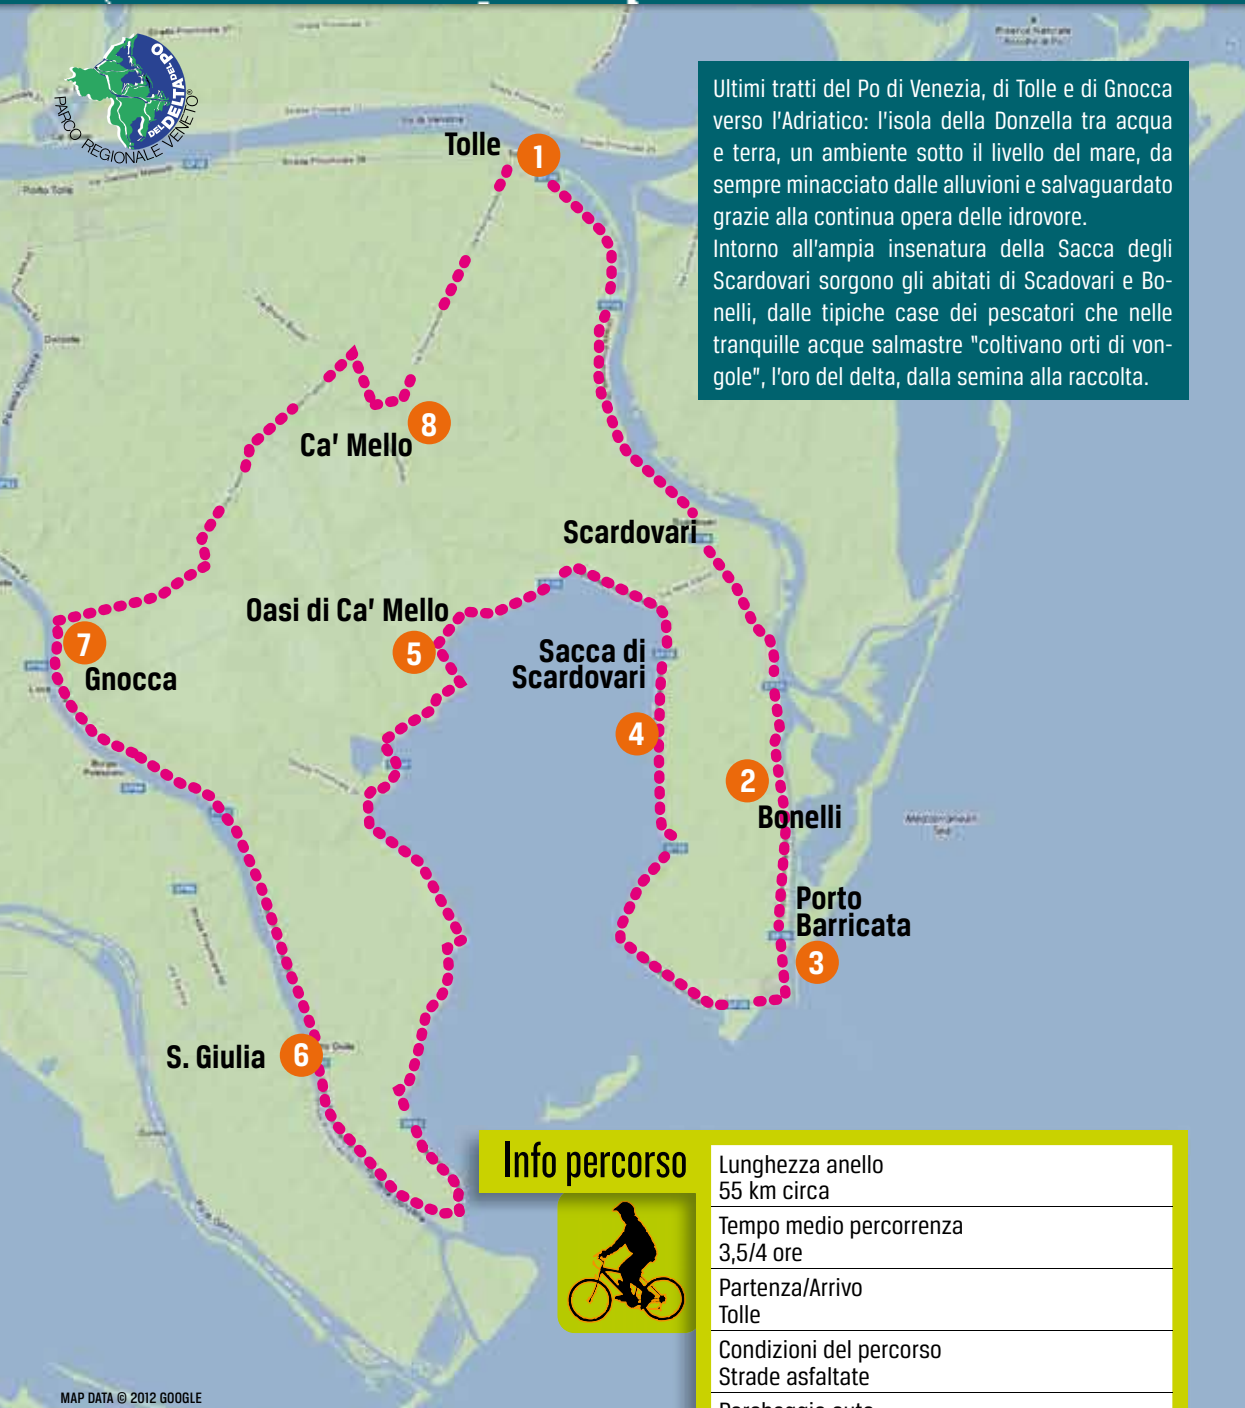 PARCO REGIONALE VENETO
DEL DELTA DEL PO
Ultimi tratti del Po di Venezia, di Tolle e di Gnocca
verso l'Adriatico: l'isola della Donzella tra acqua
e terra, un ambiente sotto il livello del mare, da
sempre minacciato dalle alluvioni e salvaguardato
grazie alla continua opera delle idrovore.
Intorno all'ampia insenatura della Sacca degli
Scardovari sorgono gli abitati di Scadovari e Bo-
nelli, dalle tipiche case dei pescatori che nelle
tranquille acque salmastre "coltivano orti di von-
gole", l'oro del delta, dalla semina alla raccolta.
Tolle
1
Porto Tolle
8
Ca' Mello
Scardovari
Oasi di Ca' Mello
5
7
Gnocca
Sacca di
Scardovari
4
2
Bonelli
Porto
Barricata
3
S. Giulia
6
Info percorso
Lunghezza anello
55 km circa
Tempo medio percorrenza
3,5/4 ore
Partenza/Arrivo
Tolle
Condizioni del percorso
Strade asfaltate
MAP DATA © 2012 GOOGLE